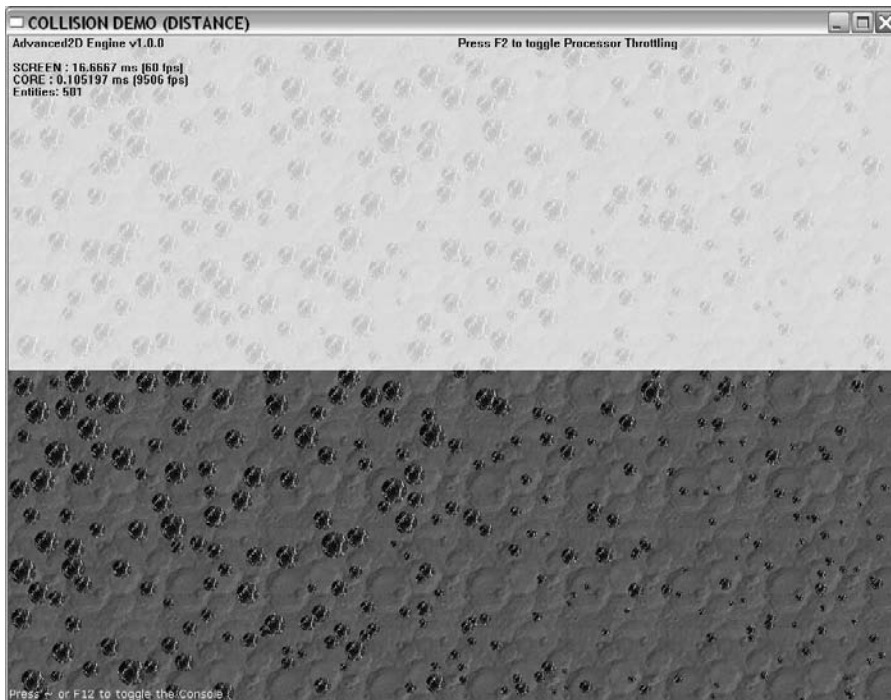 COLLISION DEMO (DISTANCE)
Advanced2D Engine v1.0.0
Press F2 to toggle Processor Throttling
SCREEN : 16.6667 ms (60 fps)
CORE : 0.105197 ms (9506 fps)
Entities: 501
Press ~ or F12 to toggle the Console